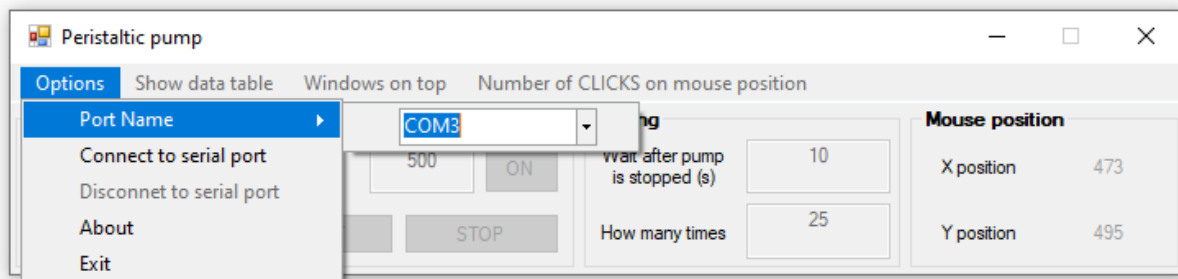 Peristaltic pump
Options Show data table Windows on top Number of CLICKS on mouse position
Port Name COM3
Mouse position
Connect to serial port 500 ON Wait after pump is stopped (s) 10 X position 473
Disconnet to serial port
About STOP How many times 25 Y position 495
Exit